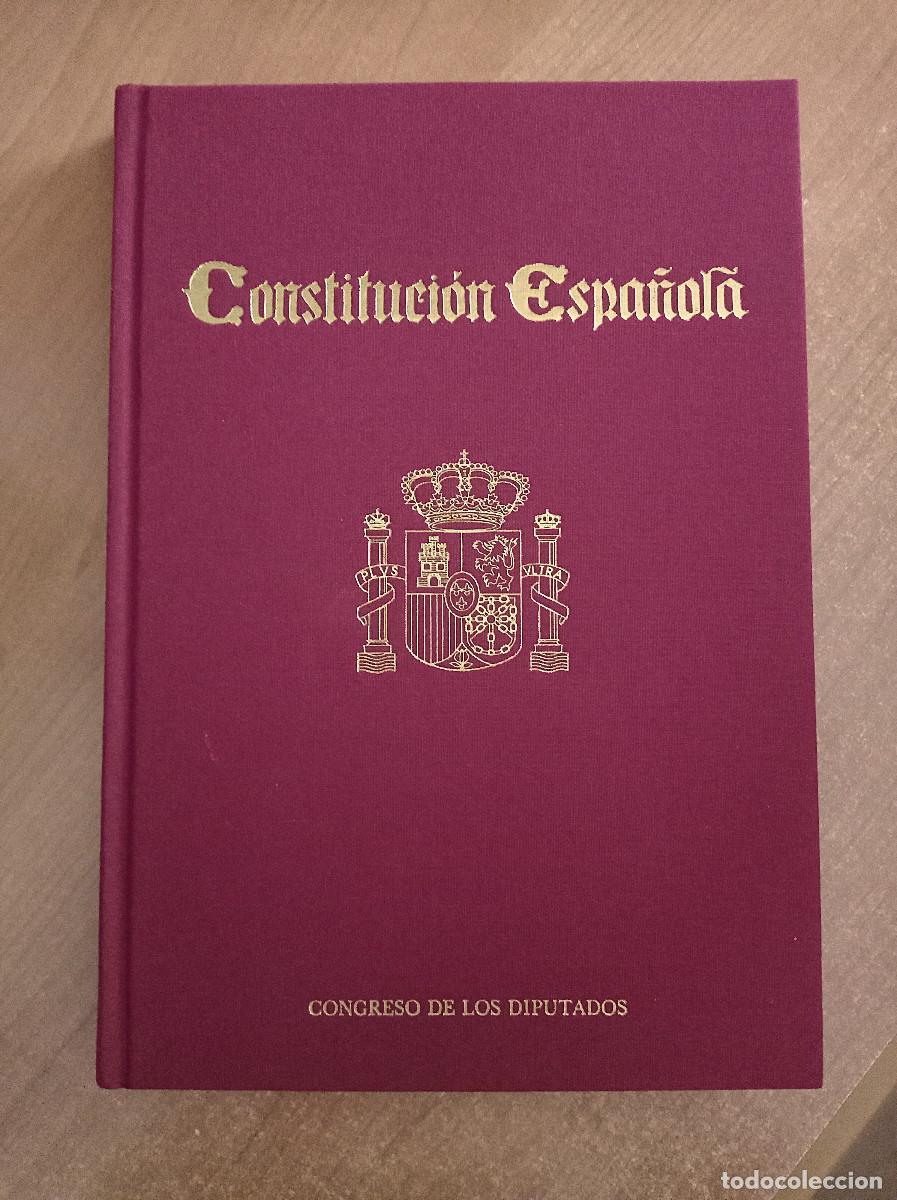 Constitución Española
PLVS VLTRA
CONGRESO DE LOS DIPUTADOS
todocoleccion